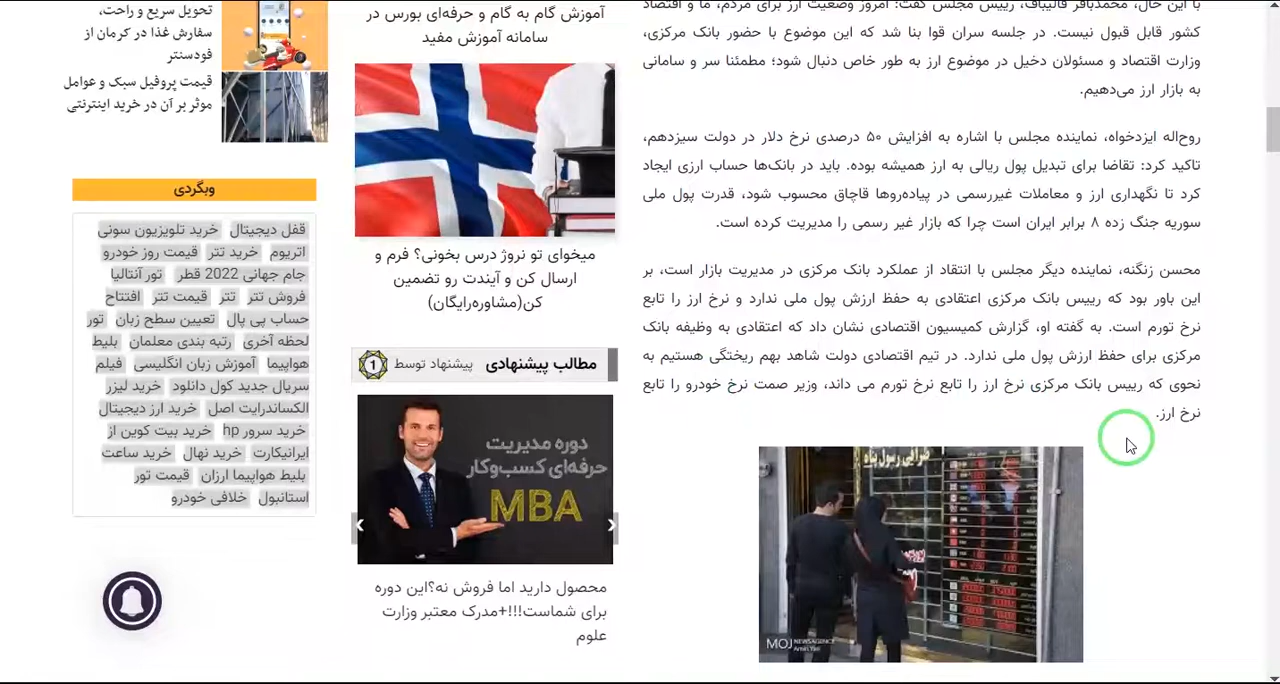 با این حال، محمدباقر قالیباف، رییس مجلس گفت: امروز وضعیت ارز برای مردم، ما و اقتصاد
کشور قابل قبول نیست. در جلسه سران قوا بنا شد که این موضوع با حضور بانک مرکزی،
وزارت اقتصاد و مسئولان دخیل در موضوع ارز به طور خاص دنبال شود؛ مطمئنا سر و سامانی
به بازار ارز می‌دهیم.
روح‌اله ایزدخواه، نماینده مجلس با اشاره به افزایش ۵۰ درصدی نرخ دلار در دولت سیزدهم،
تاکید کرد: تقاضا برای تبدیل پول ریالی به ارز همیشه بوده. باید در بانک‌ها حساب ارزی ایجاد
کرد تا نگهداری ارز و معاملات غیررسمی در پیاده‌روها قاچاق محسوب شود، قدرت پول ملی
سوریه جنگ زده ۸ برابر ایران است چرا که بازار غیر رسمی را مدیریت کرده است.
محسن زنگنه، نماینده دیگر مجلس با انتقاد از عملکرد بانک مرکزی در مدیریت بازار است، بر
این باور بود که رییس بانک مرکزی اعتقادی به حفظ ارزش پول ملی ندارد و نرخ ارز را تابع
نرخ تورم است. به گفته او، گزارش کمیسیون اقتصادی نشان داد که اعتقادی به وظیفه بانک
مرکزی برای حفظ ارزش پول ملی ندارد. در تیم اقتصادی دولت شاهد بهم ریختگی هستیم به
نحوی که رییس بانک مرکزی نرخ ارز را تابع نرخ تورم می داند، وزیر صمت نرخ خودرو را تابع
نرخ ارز.
صرافی رسول پناه
MOJ NEWSAGENCY
آموزش گام به گام و حرفه‌ای بورس در
سامانه آموزش مفید
میخوای تو نروژ درس بخونی؟ فرم و
ارسال کن و آیندت رو تضمین
کن(مشاوره‌رایگان)
مطالب پیشنهادی پیشنهاد توسط
دوره مدیریت
حرفه‌ای کسب‌وکار
MBA
محصول دارید اما فروش نه؟این دوره
برای شماست!!!+مدرک معتبر وزارت
علوم
تحویل سریع و راحت،
سفارش غذا در کرمان از
فودسنتر
قیمت پروفیل سبک و عوامل
موثر بر آن در خرید اینترنتی
وبگردی
قفل دیجیتال خرید تلویزیون سونی
اتریوم خرید تتر قیمت روز خودرو
جام جهانی 2022 قطر تور آنتالیا
فروش تتر تتر قیمت تتر افتتاح
حساب پی پال تعیین سطح زبان تور
لحظه آخری رتبه بندی معلمان بلیط
هواپیما آموزش زبان انگلیسی فیلم
سریال جدید کول دانلود خرید لیزر
الکساندرایت اصل خرید ارز دیجیتال
خرید سرور hp خرید بیت کوین از
ایرانیکارت خرید نهال خرید ساعت
بلیط هواپیما ارزان قیمت تور
استانبول خلافی خودرو